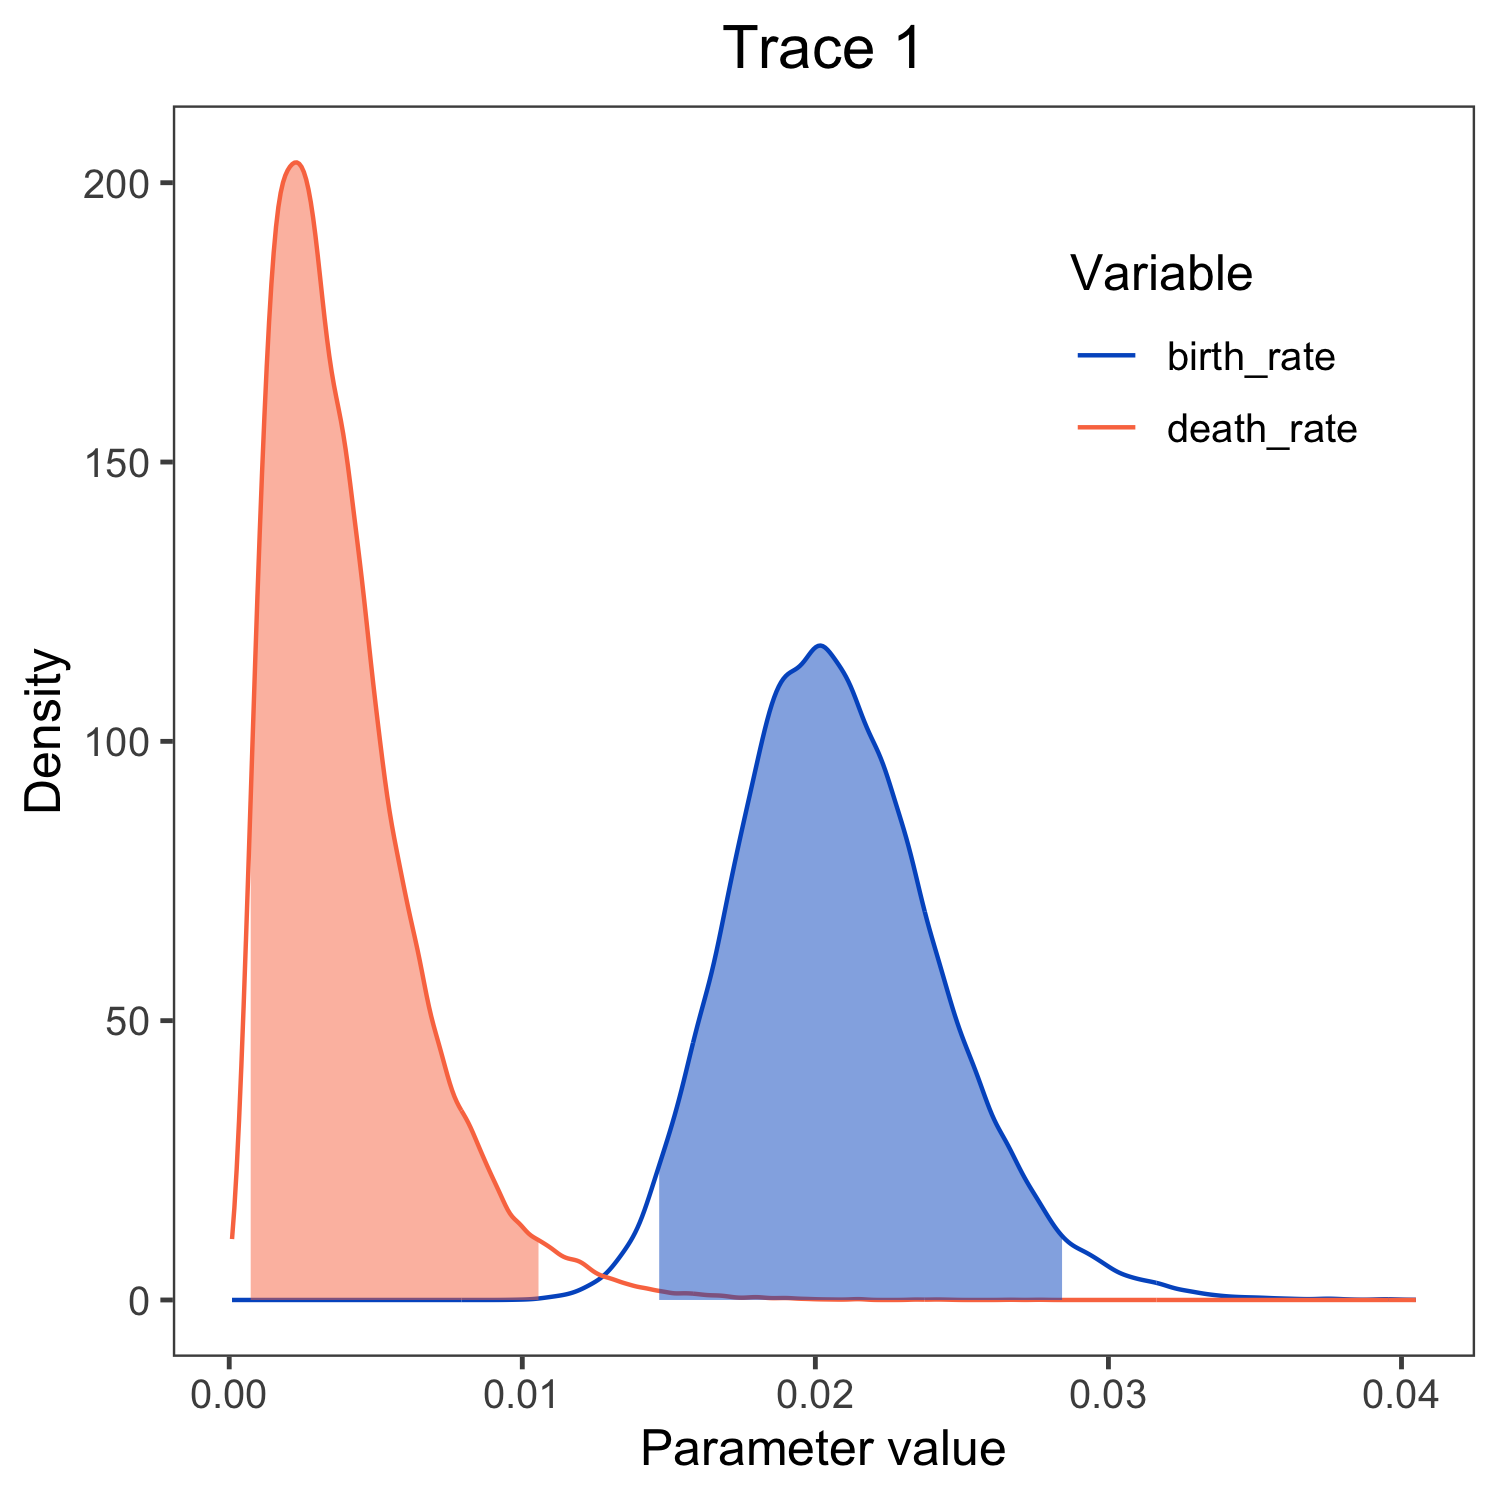 Trace 1
Density
200
150
100
50
0
Variable
birth_rate
death_rate
0.00 0.01 0.02 0.03 0.04
Parameter value